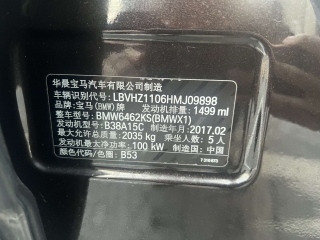 华晨宝马汽车有限公司制造
车辆识别代号: LBVHZ1106HMJ09898
品牌: 宝马(BMW)牌 发动机排量: 1499 ml
整车型号: BMW6462KS(BMWX1)
发动机型号: B38A15C 制造年月: 2017.02
最大允许总质量: 2035 kg 乘坐人数: 5 人
发动机最大净功率: 100 kW 制造国: 中国
颜色代码/色圈: B53